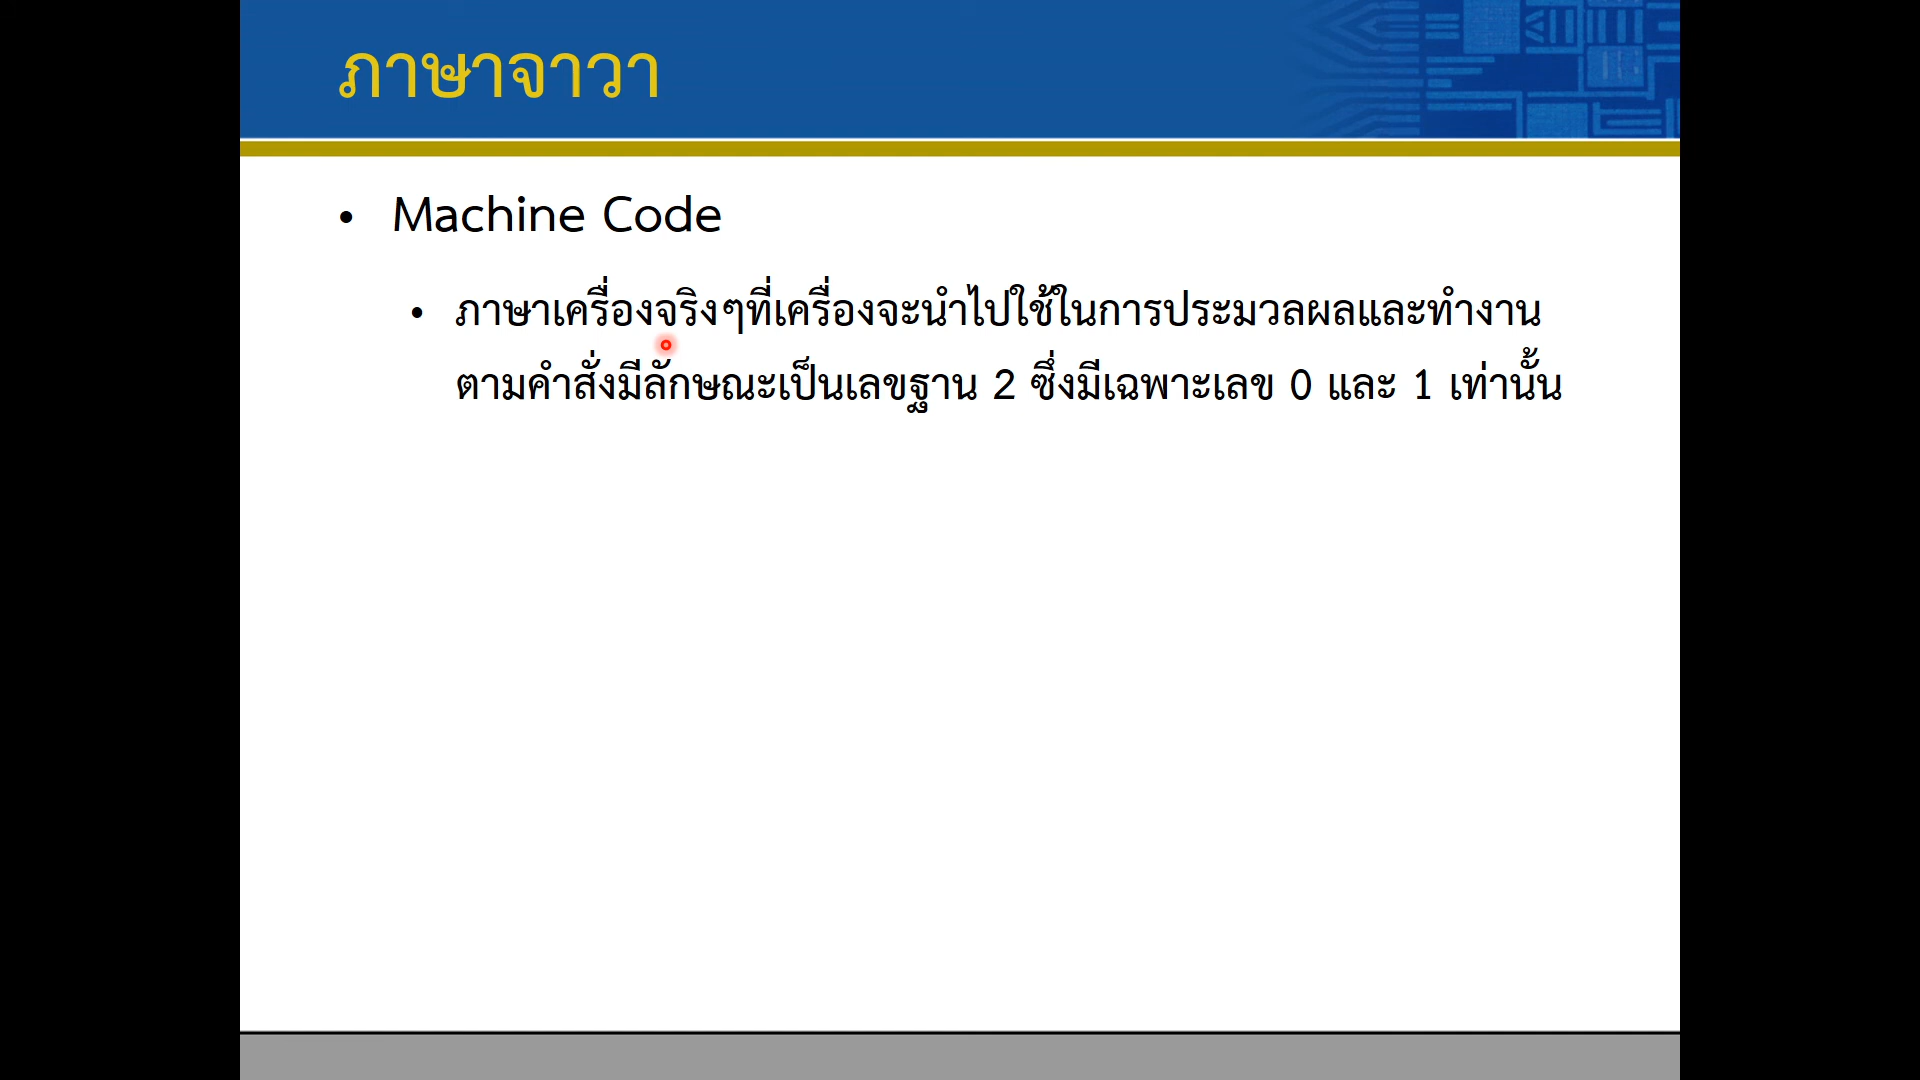 ภาษาจาวา
• Machine Code
• ภาษาเครื่องจริงๆที่เครื่องจะนำไปใช้ในการประมวลผลและทำงาน
ตามคำสั่งมีลักษณะเป็นเลขฐาน 2 ซึ่งมีเฉพาะเลข 0 และ 1 เท่านั้น